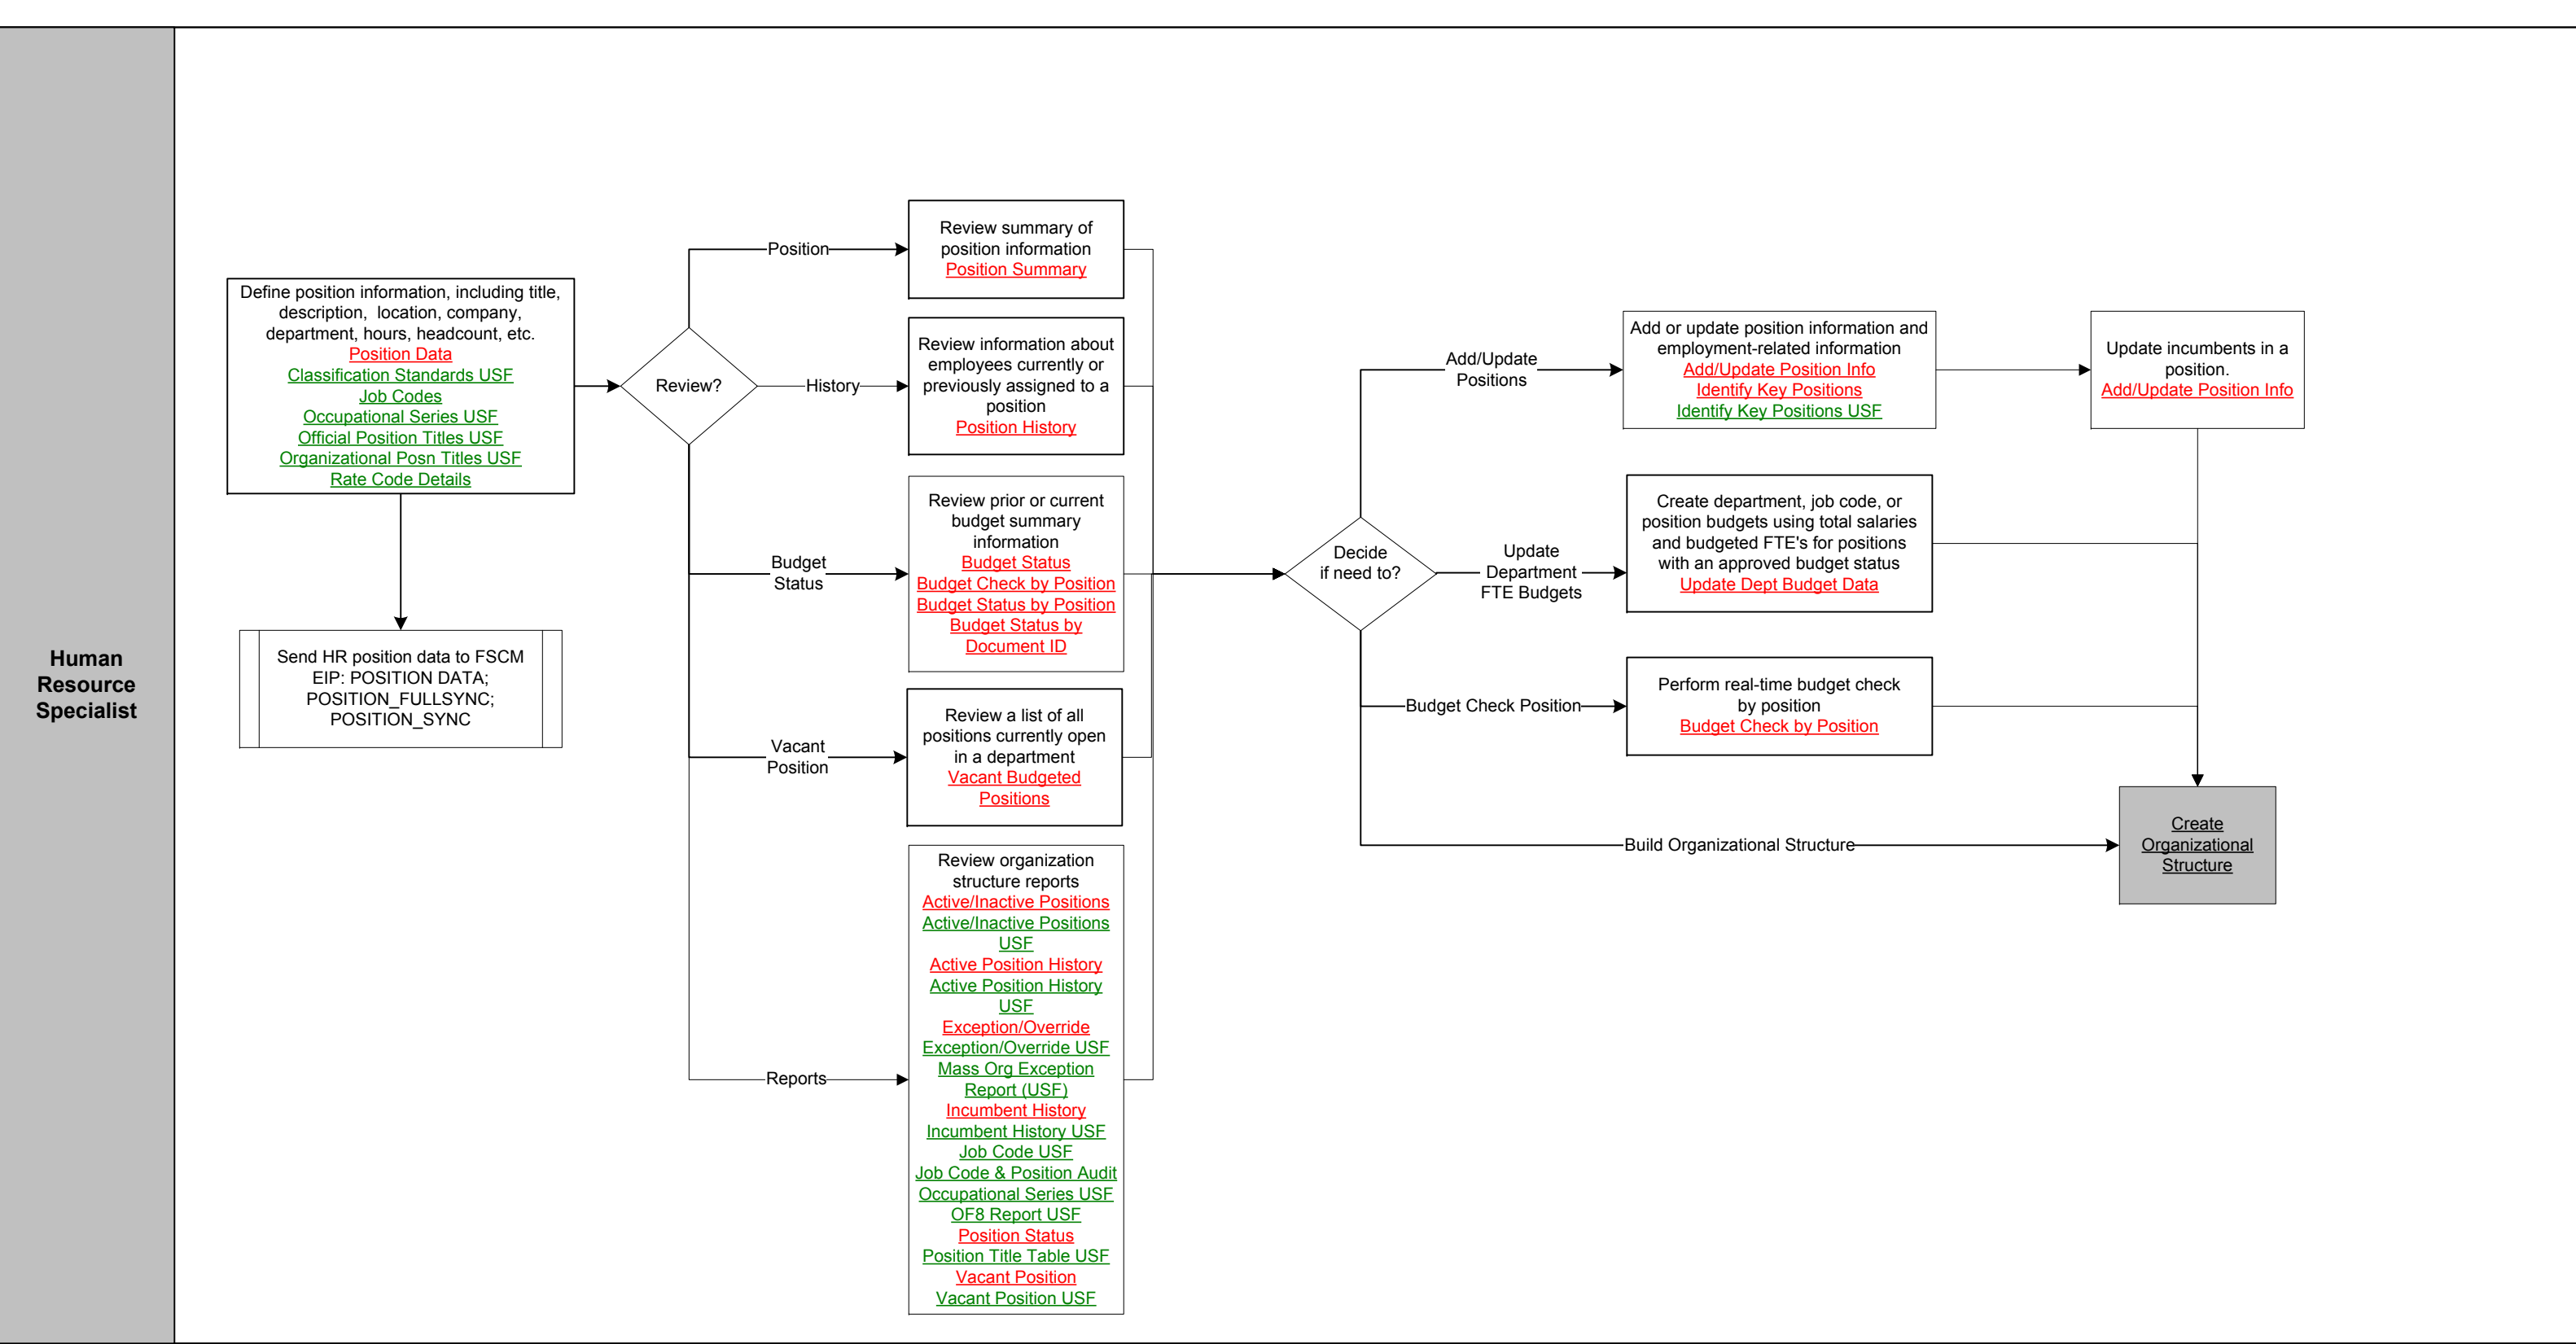 Human
Resource
Specialist
Define position information, including title,
description, location, company,
department, hours, headcount, etc.
Position Data
Classification Standards USF
Job Codes
Occupational Series USF
Official Position Titles USF
Organizational Posn Titles USF
Rate Code Details
Send HR position data to FSCM
EIP: POSITION DATA;
POSITION_FULLSYNC;
POSITION_SYNC
Review?
Position
History
Budget
Status
Vacant
Position
Reports
Review summary of
position information
Position Summary
Review information about
employees currently or
previously assigned to a
position
Position History
Review prior or current
budget summary
information
Budget Status
Budget Check by Position
Budget Status by Position
Budget Status by
Document ID
Review a list of all
positions currently open
in a department
Vacant Budgeted
Positions
Review organization
structure reports
Active/Inactive Positions
Active/Inactive Positions
USF
Active Position History
Active Position History
USF
Exception/Override
Exception/Override USF
Mass Org Exception
Report (USF)
Incumbent History
Incumbent History USF
Job Code USF
Job Code & Position Audit
Occupational Series USF
OF8 Report USF
Position Status
Position Title Table USF
Vacant Position
Vacant Position USF
Decide
if need to?
Add/Update
Positions
Update
Department
FTE Budgets
Budget Check Position
Build Organizational Structure
Add or update position information and
employment-related information
Add/Update Position Info
Identify Key Positions
Identify Key Positions USF
Create department, job code, or
position budgets using total salaries
and budgeted FTE's for positions
with an approved budget status
Update Dept Budget Data
Perform real-time budget check
by position
Budget Check by Position
Update incumbents in a
position.
Add/Update Position Info
Create
Organizational
Structure